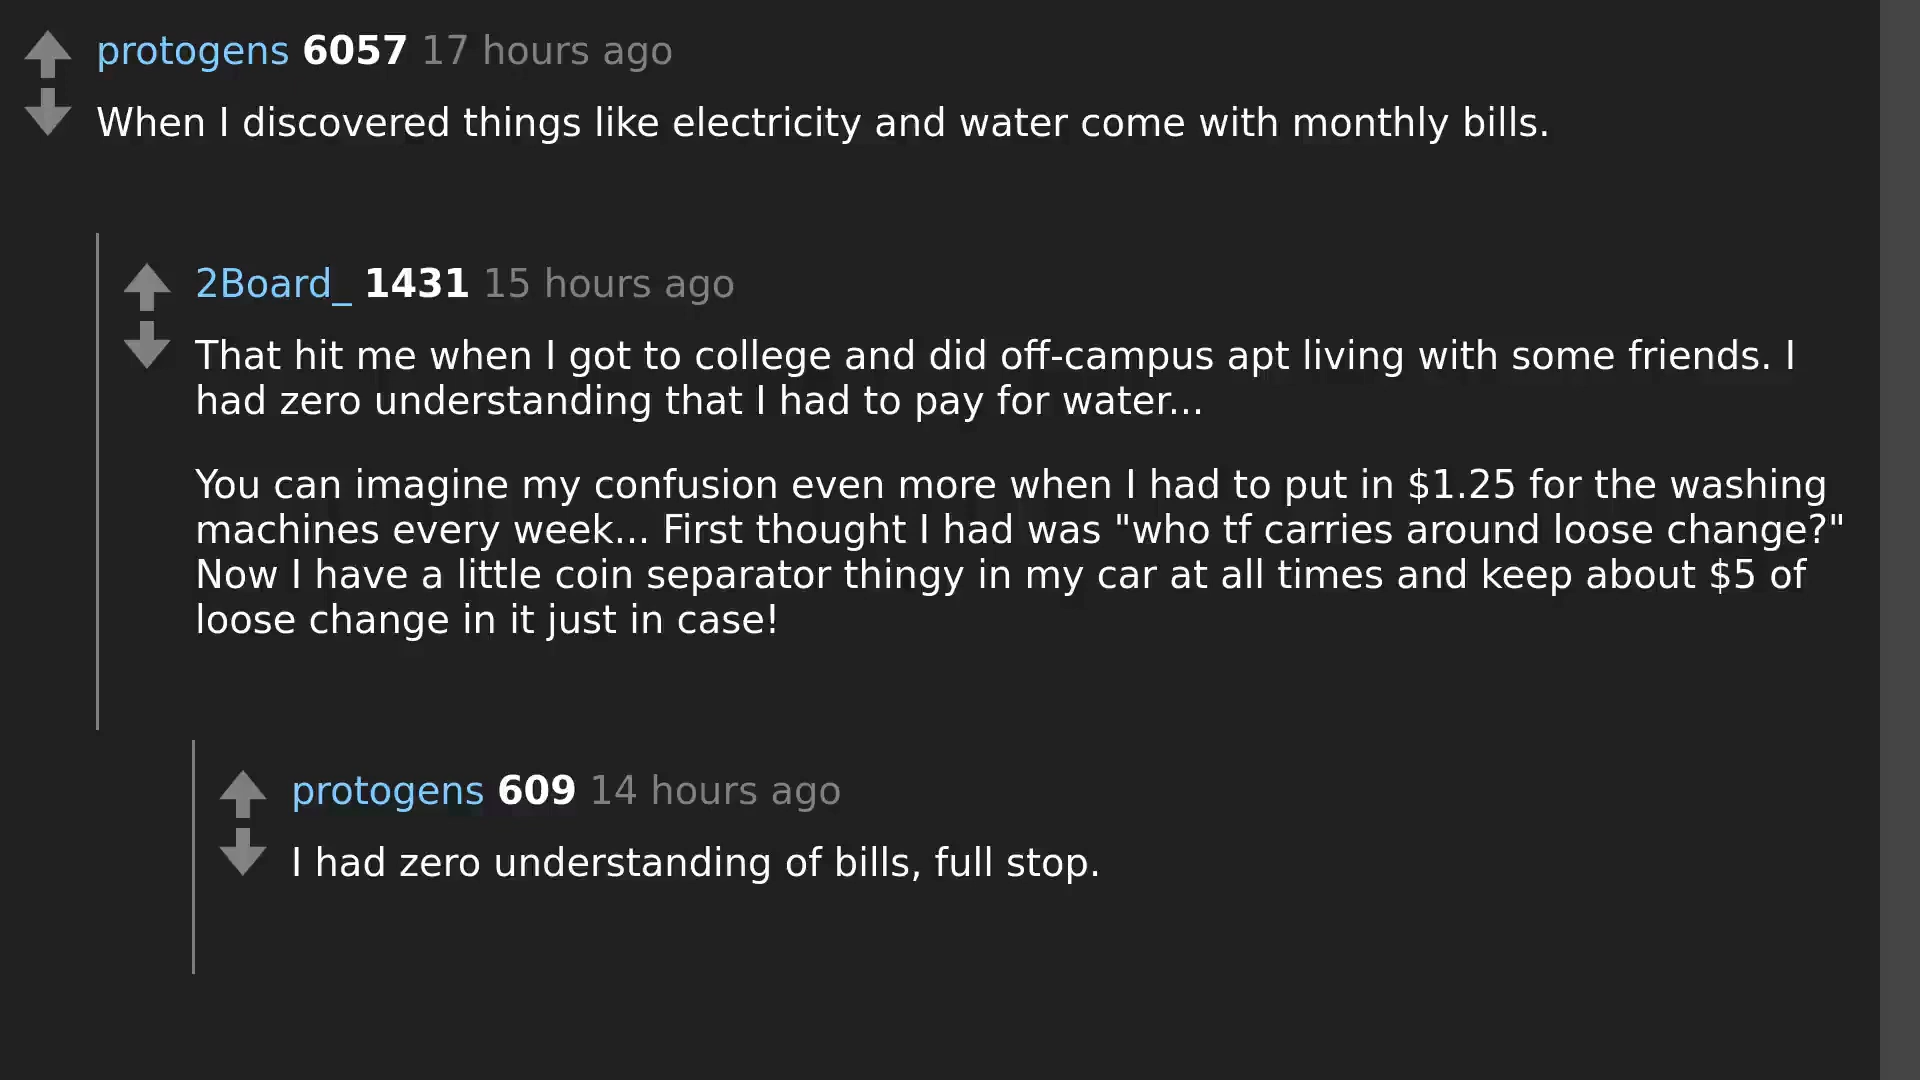 protogens 6057 17 hours ago
When I discovered things like electricity and water come with monthly bills.
2Board_ 1431 15 hours ago
That hit me when I got to college and did off-campus apt living with some friends. I
had zero understanding that I had to pay for water...
You can imagine my confusion even more when I had to put in $1.25 for the washing
machines every week... First thought I had was "who tf carries around loose change?"
Now I have a little coin separator thingy in my car at all times and keep about $5 of
loose change in it just in case!
protogens 609 14 hours ago
I had zero understanding of bills, full stop.